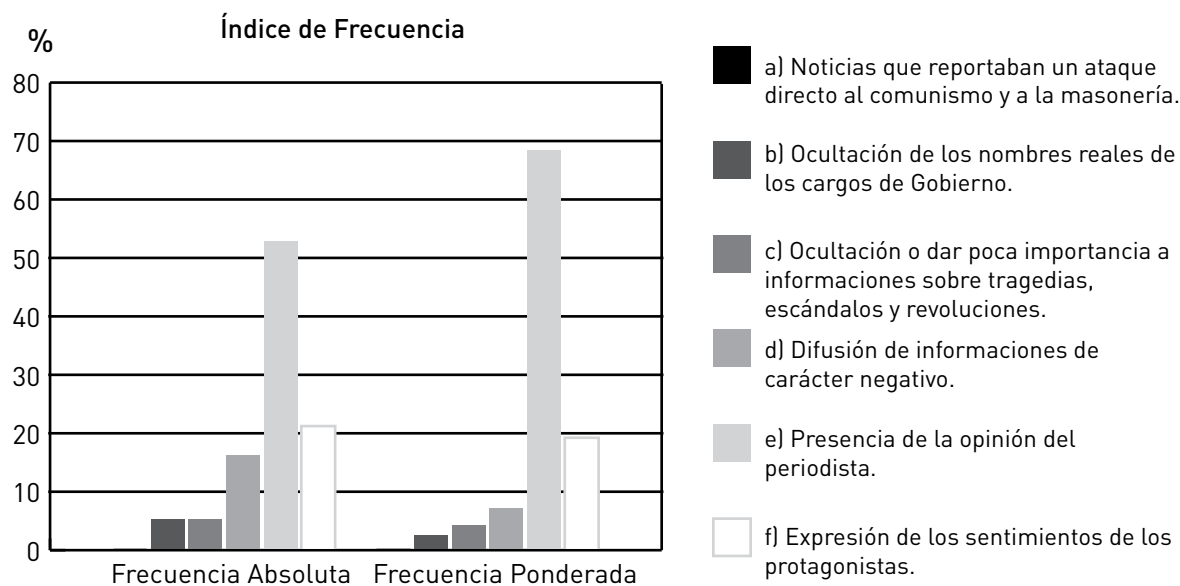 Índice de Frecuencia
%
80
70
60
50
40
30
20
10
0
Frecuencia Absoluta Frecuencia Ponderada
a) Noticias que reportaban un ataque
directo al comunismo y a la masonería.
b) Ocultación de los nombres reales de
los cargos de Gobierno.
c) Ocultación o dar poca importancia a
informaciones sobre tragedias,
escándalos y revoluciones.
d) Difusión de informaciones de
carácter negativo.
e) Presencia de la opinión del
periodista.
f) Expresión de los sentimientos de los
protagonistas.